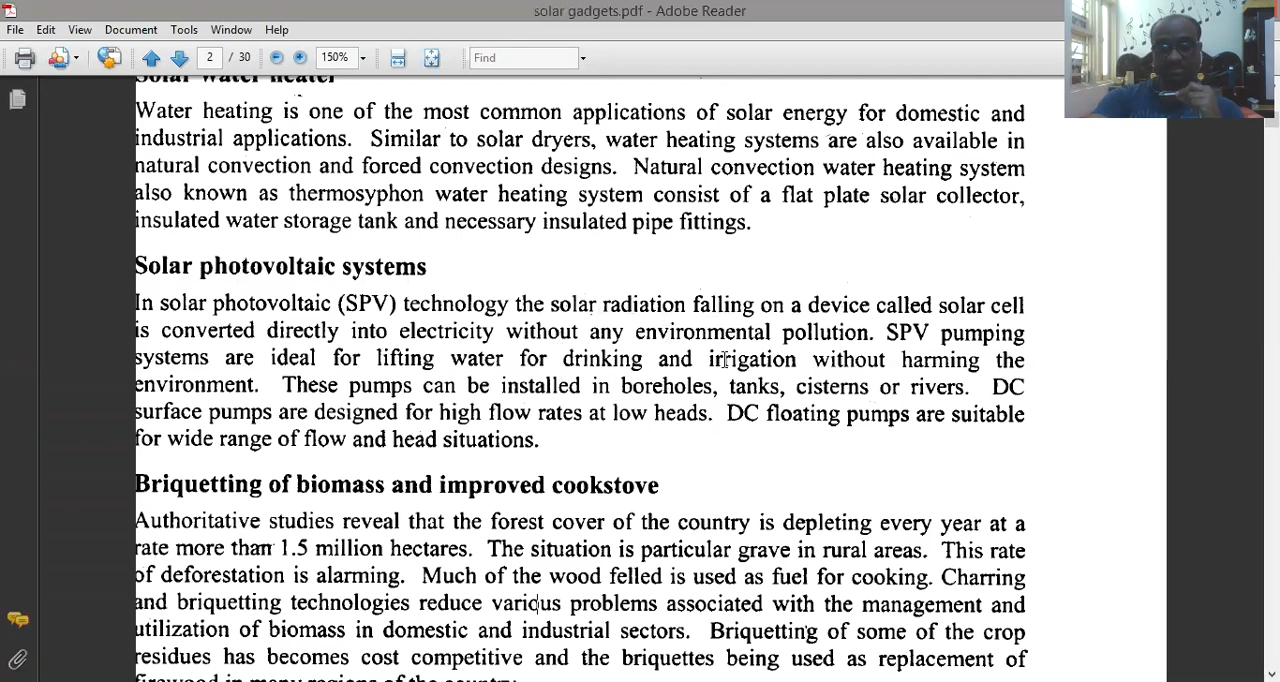 solar gadgets.pdf - Adobe Reader
File Edit View Window Document Tools Window Help
2 / 30 150% Find
Solar water heater
Water heating is one of the most common applications of solar energy for domestic and
industrial applications. Similar to solar dryers, water heating systems are also available in
natural convection and forced convection designs. Natural convection water heating system
also known as thermosyphon water heating system consist of a flat plate solar collector,
insulated water storage tank and necessary insulated pipe fittings.
Solar photovoltaic systems
In solar photovoltaic (SPV) technology the solar radiation falling on a device called solar cell
is converted directly into electricity without any environmental pollution. SPV pumping
systems are ideal for lifting water for drinking and irrigation without harming the
environment. These pumps can be installed in boreholes, tanks, cisterns or rivers. DC
surface pumps are designed for high flow rates at low heads. DC floating pumps are suitable
for wide range of flow and head situations.
Briquetting of biomass and improved cookstove
Authoritative studies reveal that the forest cover of the country is depleting every year at a
rate more than 1.5 million hectares. The situation is particular grave in rural areas. This rate
of deforestation is alarming. Much of the wood felled is used as fuel for cooking. Charring
and briquetting technologies reduce various problems associated with the management and
utilization of biomass in domestic and industrial sectors. Briquetting of some of the crop
residues has becomes cost competitive and the briquettes being used as replacement of
firewood in many regions of the country.